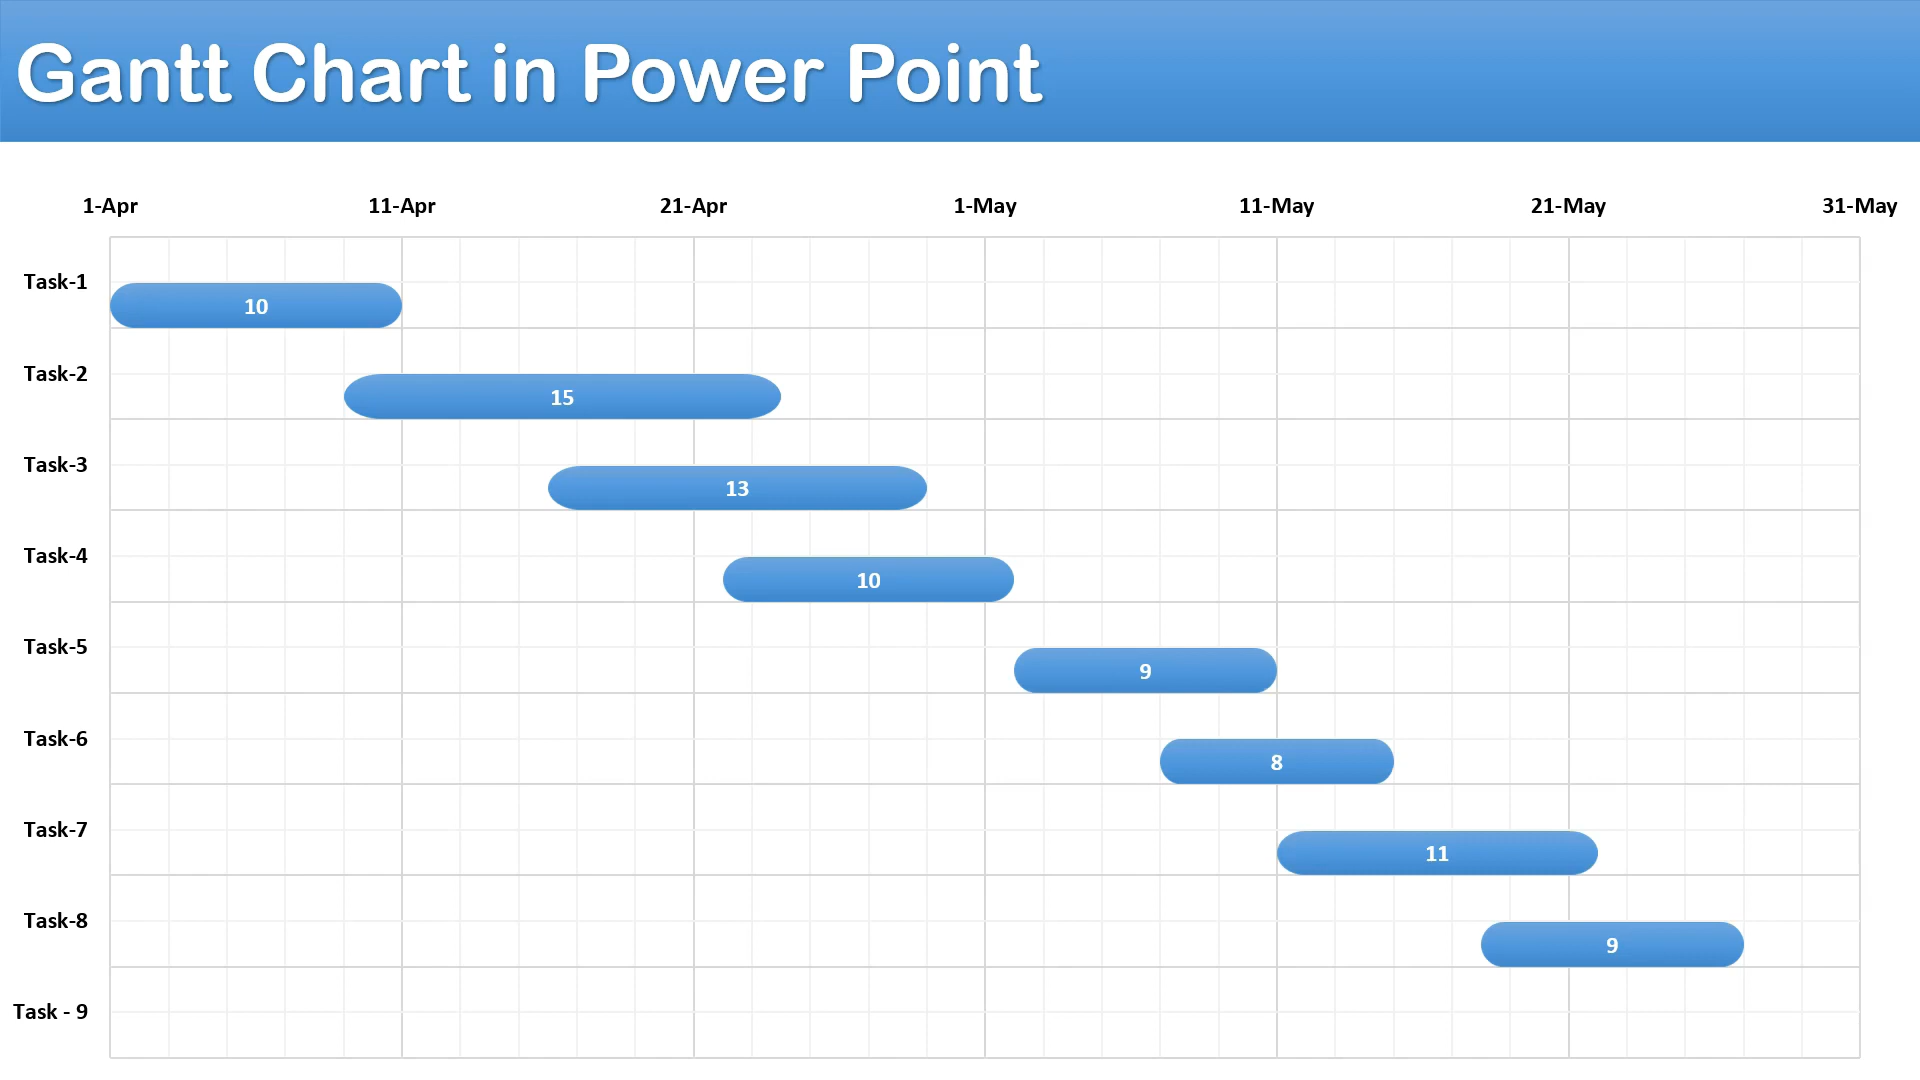 Gantt Chart in Power Point
1-Apr 11-Apr 21-Apr 1-May 11-May 21-May 31-May
Task-1
10
Task-2
15
Task-3
13
Task-4
10
Task-5
9
Task-6
8
Task-7
11
Task-8
9
Task - 9